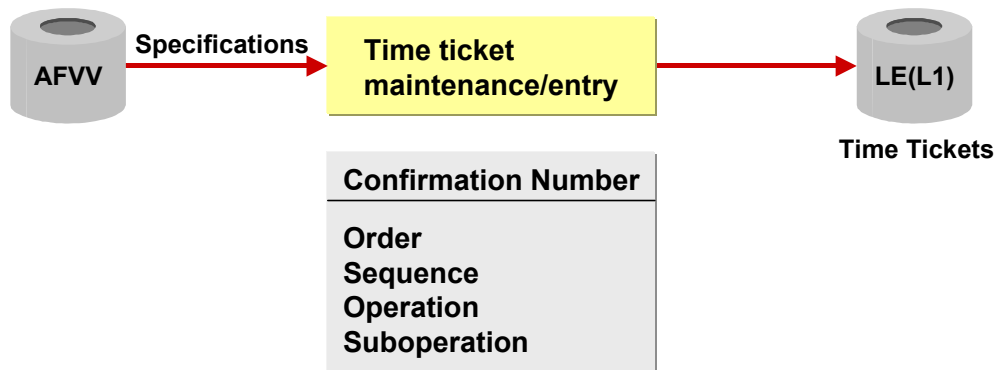 AFVV
Specifications
Time ticket
maintenance/entry
LE(L1)
Time Tickets
Confirmation Number
Order
Sequence
Operation
Suboperation